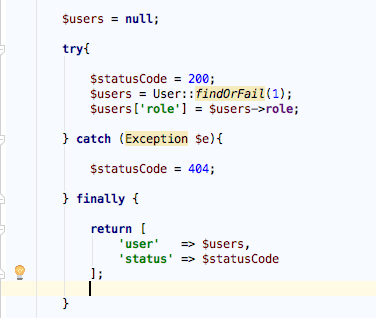 $users = null;
try{
$statusCode = 200;
$users = User::findOrFail(1);
$users['role'] = $users->role;
} catch (Exception $e){
$statusCode = 404;
} finally {
return [
'user'   => $users,
'status' => $statusCode
];
}